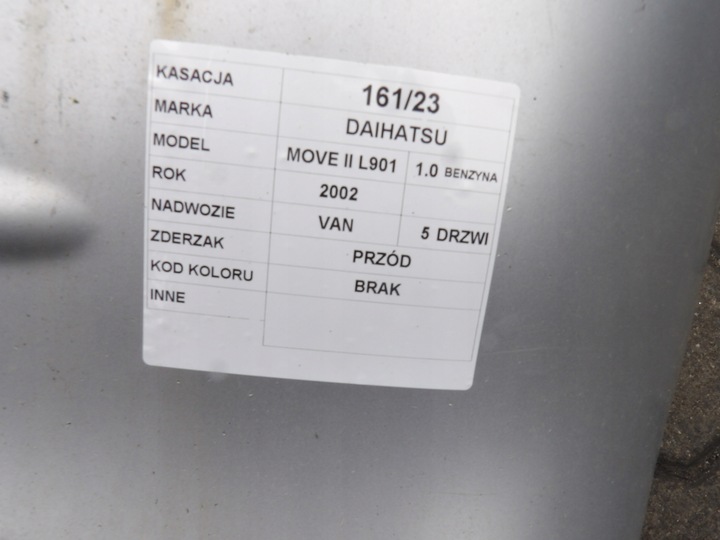 KASACJA 161/23
MARKA DAIHATSU
MODEL MOVE II L901 1.0 BENZYNA
ROK 2002
NADWOZIE VAN 5 DRZWI
ZDERZAK PRZÓD
KOD KOLORU BRAK
INNE